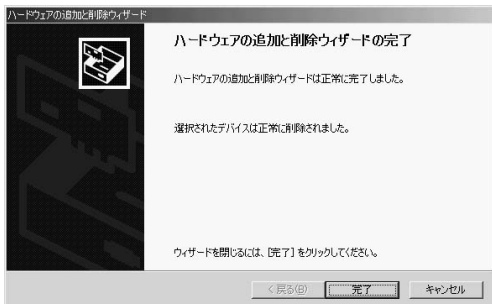 ハードウェアの追加と削除ウィザード
ハードウェアの追加と削除ウィザードの完了
ハードウェアの追加と削除ウィザードは正常に完了しました。
選択されたデバイスは正常に削除されました。
ウィザードを閉じるには、[完了] をクリックしてください。
< 戻る(B)
完了
キャンセル